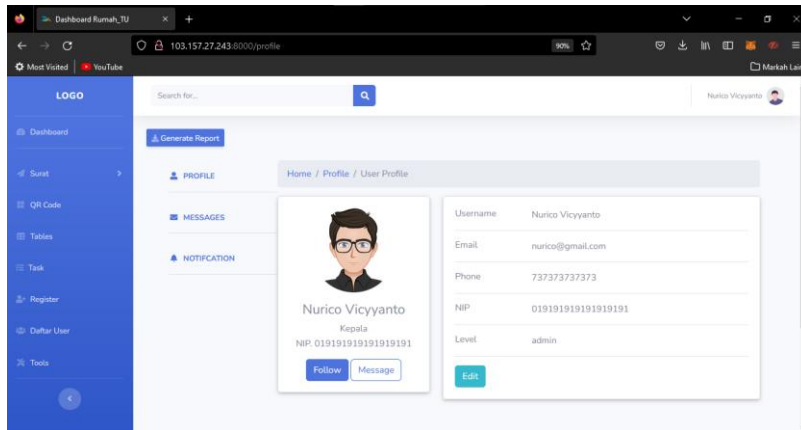 Dashboard Rumah_TU
103.157.27.243:8000/profile
90%
Most Visited
YouTube
Markah Lain
LOGO
Search for...
Nurico Vicyyanto
Dashboard
Generate Report
Surat
PROFILE
Home / Profile / User Profile
QR Code
MESSAGES
Tables
NOTIFCATION
Task
Register
Daftar User
Tools
Nurico Vicyyanto
Kepala
NIP. 019191919191919191
Follow
Message
Username Nurico Vicyyanto
Email nurico@gmail.com
Phone 737373737373
NIP 019191919191919191
Level admin
Edit